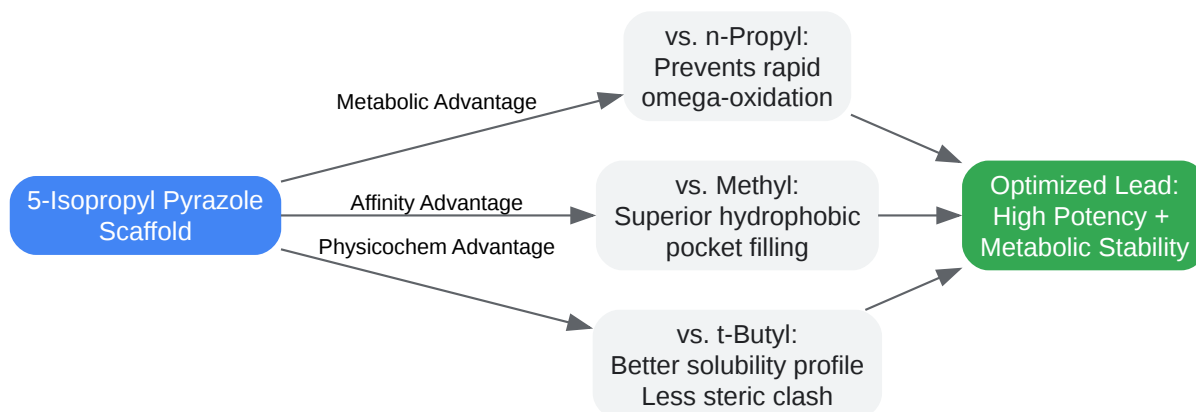 5-Isopropyl Pyrazole
Scaffold
Metabolic Advantage
Affinity Advantage
Physicochem Advantage
vs. n-Propyl:
Prevents rapid
omega-oxidation
vs. Methyl:
Superior hydrophobic
pocket filling
vs. t-Butyl:
Better solubility profile
Less steric clash
Optimized Lead:
High Potency +
Metabolic Stability